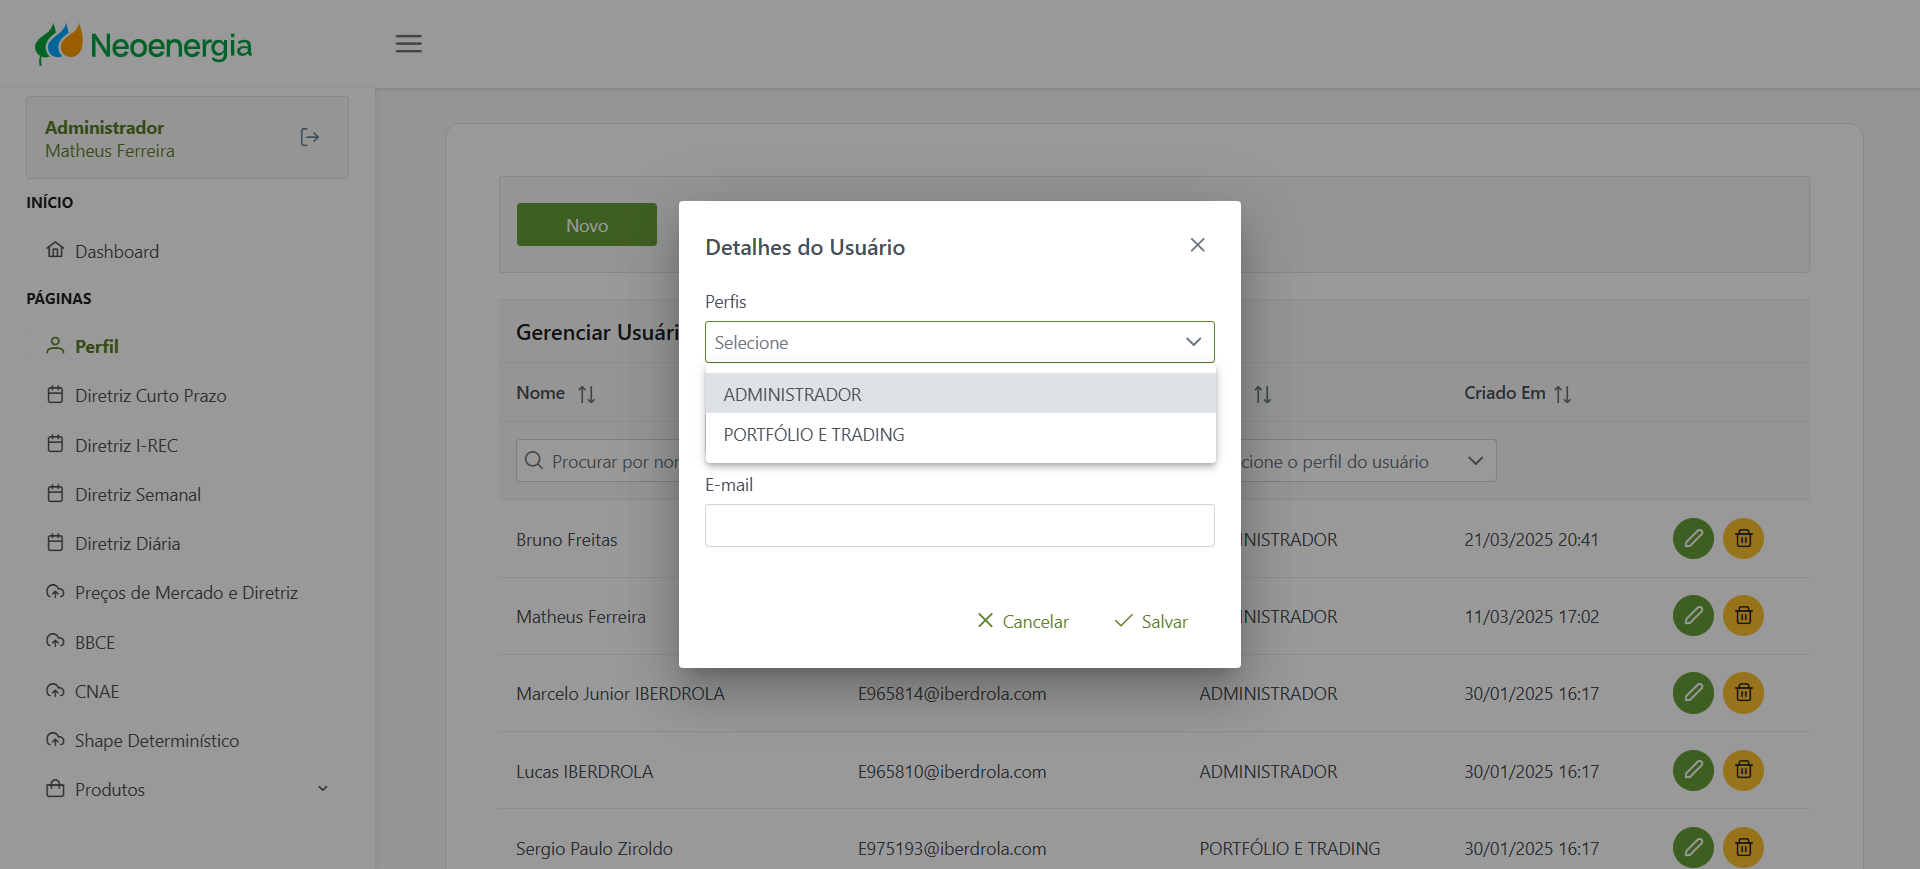 Neoenergia
Administrador
Matheus Ferreira
INÍCIO
Dashboard
PÁGINAS
Perfil
Diretriz Curto Prazo
Diretriz I-REC
Diretriz Semanal
Diretriz Diária
Preços de Mercado e Diretriz
BBCE
CNAE
Shape Determinístico
Produtos
Novo
Gerenciar
Nome
Criado Em
Procurar por
o perfil do usuário
Detalhes do Usuário
Perfis
Selecione
ADMINISTRADOR
PORTFÓLIO E TRADING
E-mail
Cancelar
Salvar
Bruno Freitas 21/03/2025 20:41
Matheus Ferreira 11/03/2025 17:02
Marcelo Junior IBERDROLA E965814@iberdrola.com ADMINISTRADOR 30/01/2025 16:17
Lucas IBERDROLA E965810@iberdrola.com ADMINISTRADOR 30/01/2025 16:17
Sergio Paulo Ziroldo E975193@iberdrola.com PORTFÓLIO E TRADING 30/01/2025 16:17